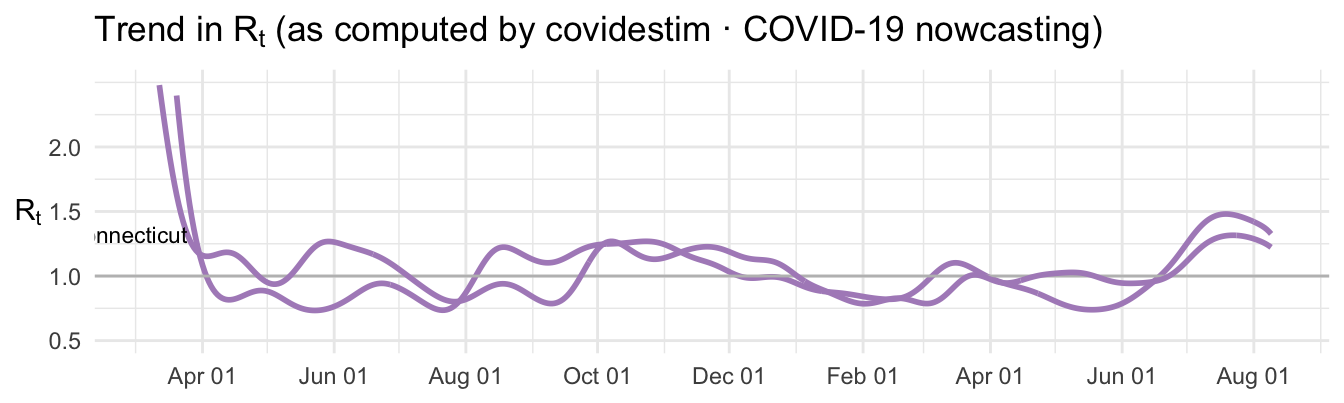 Trend in Rt (as computed by covidestim · COVID-19 nowcasting)
2.0
Rt 1.5
onnecticut
1.0
0.5
Apr 01 Jun 01 Aug 01 Oct 01 Dec 01 Feb 01 Apr 01 Jun 01 Aug 01